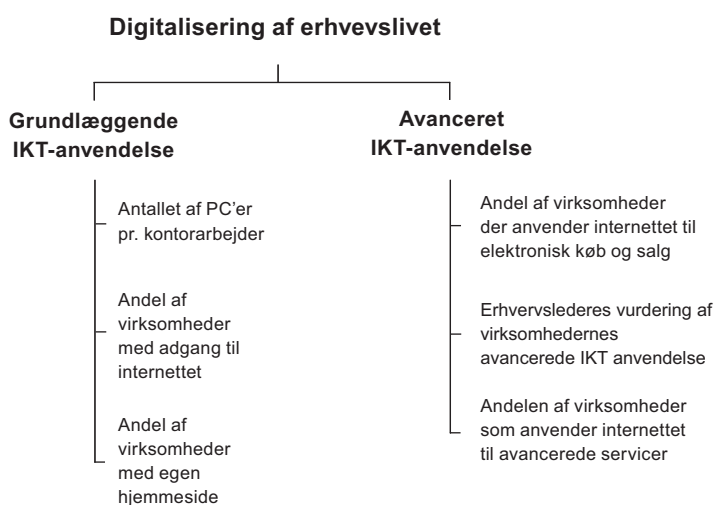 Digitalisering af erhvevslivet
Grundlæggende
IKT-anvendelse
Antallet af PC'er
pr. kontorarbejder
Andel af
virksomheder
med adgang til
internettet
Andel af
virksomheder
med egen
hjemmeside
Avanceret
IKT-anvendelse
Andel af virksomheder
der anvender internettet til
elektronisk køb og salg
Erhvervslederes vurdering af
virksomhedernes
avancerede IKT anvendelse
Andelen af virksomheder
som anvender internettet
til avancerede servicer